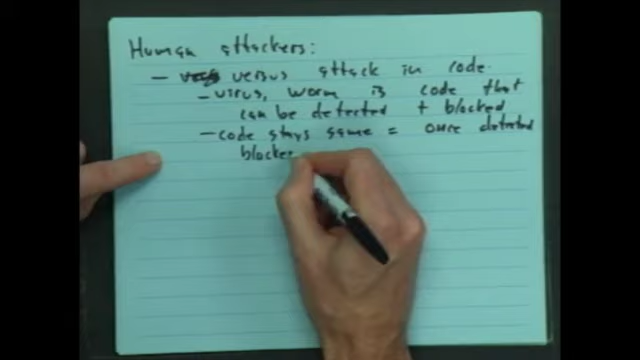 Human attackers:
- versus attack in code.
- virus, worm is code that
can be detected + blocked
- code stays same = once detected
blocke